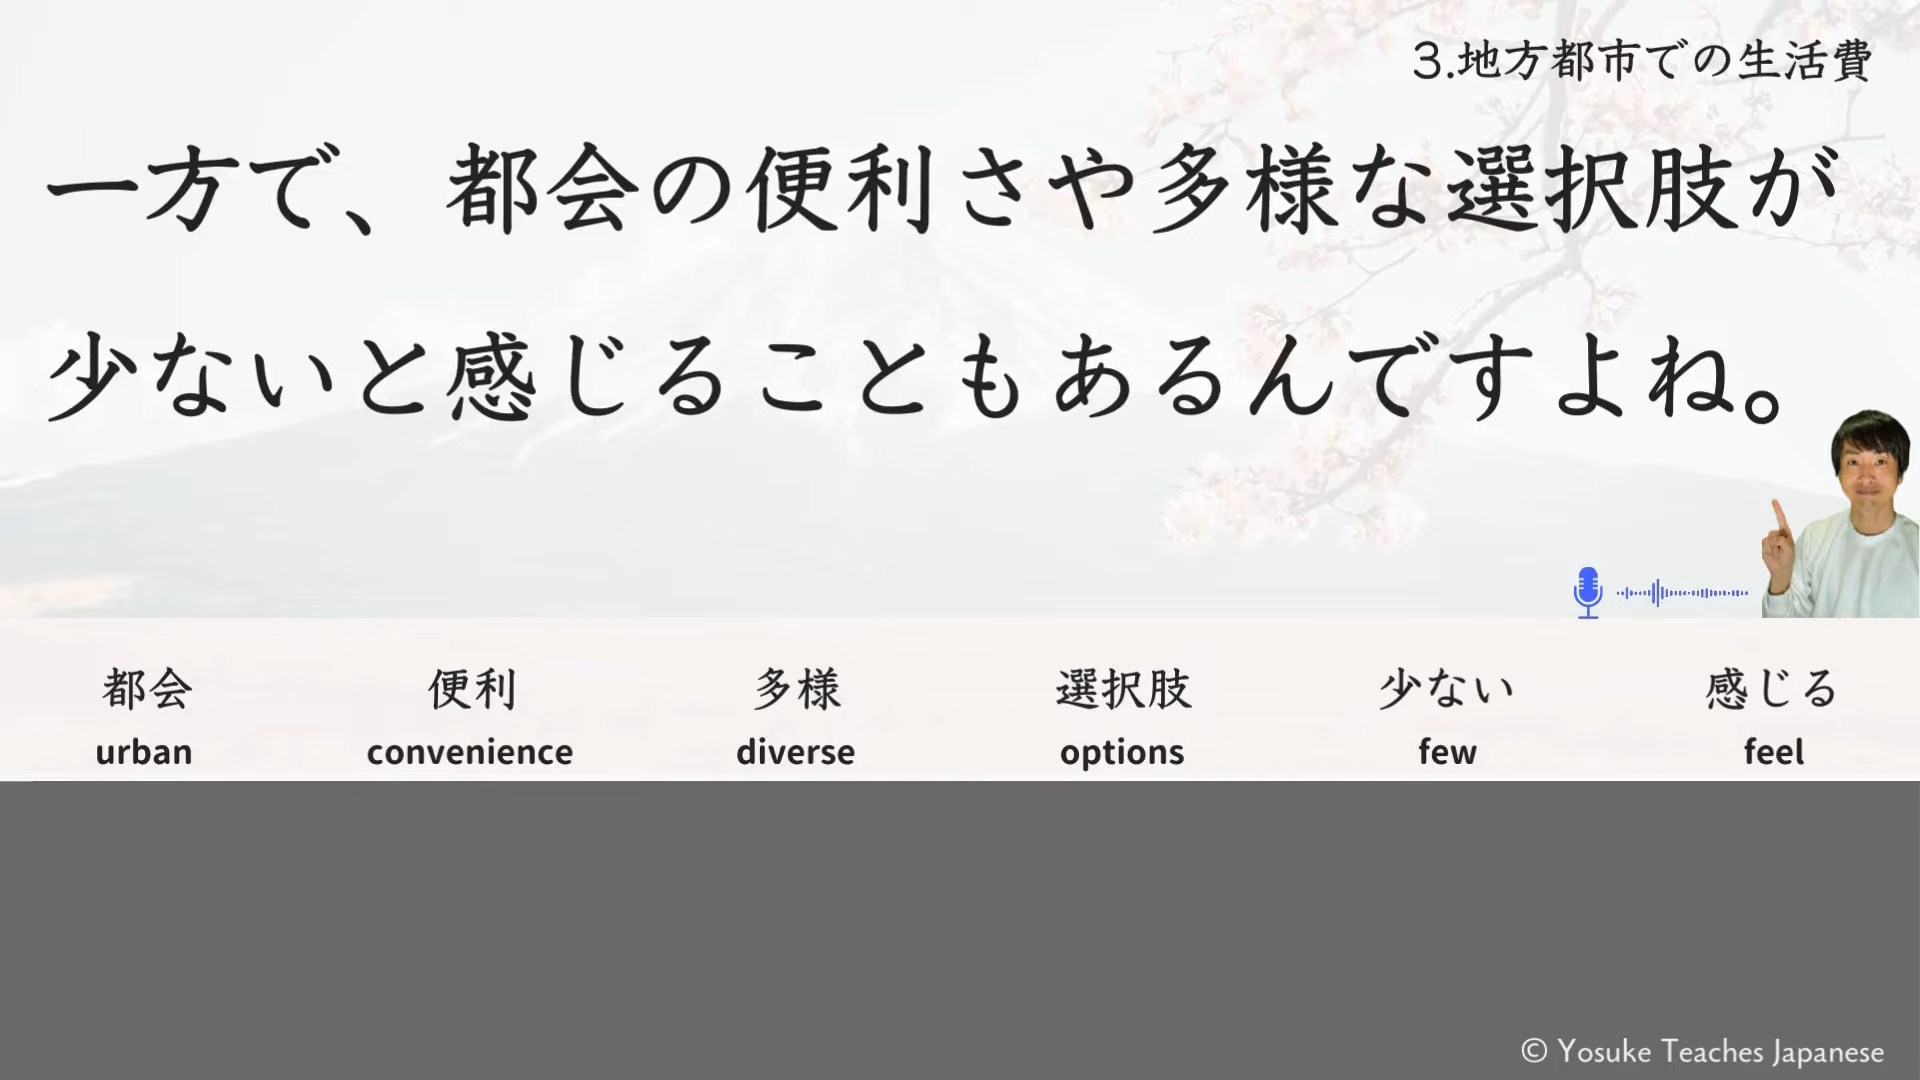 3.地方都市での生活費
一方で、都会の便利さや多様な選択肢が
少ないと感じることもあるんですよね。
都会 便利 多様 選択肢 少ない 感じる
urban convenience diverse options few feel
© Yosuke Teaches Japanese